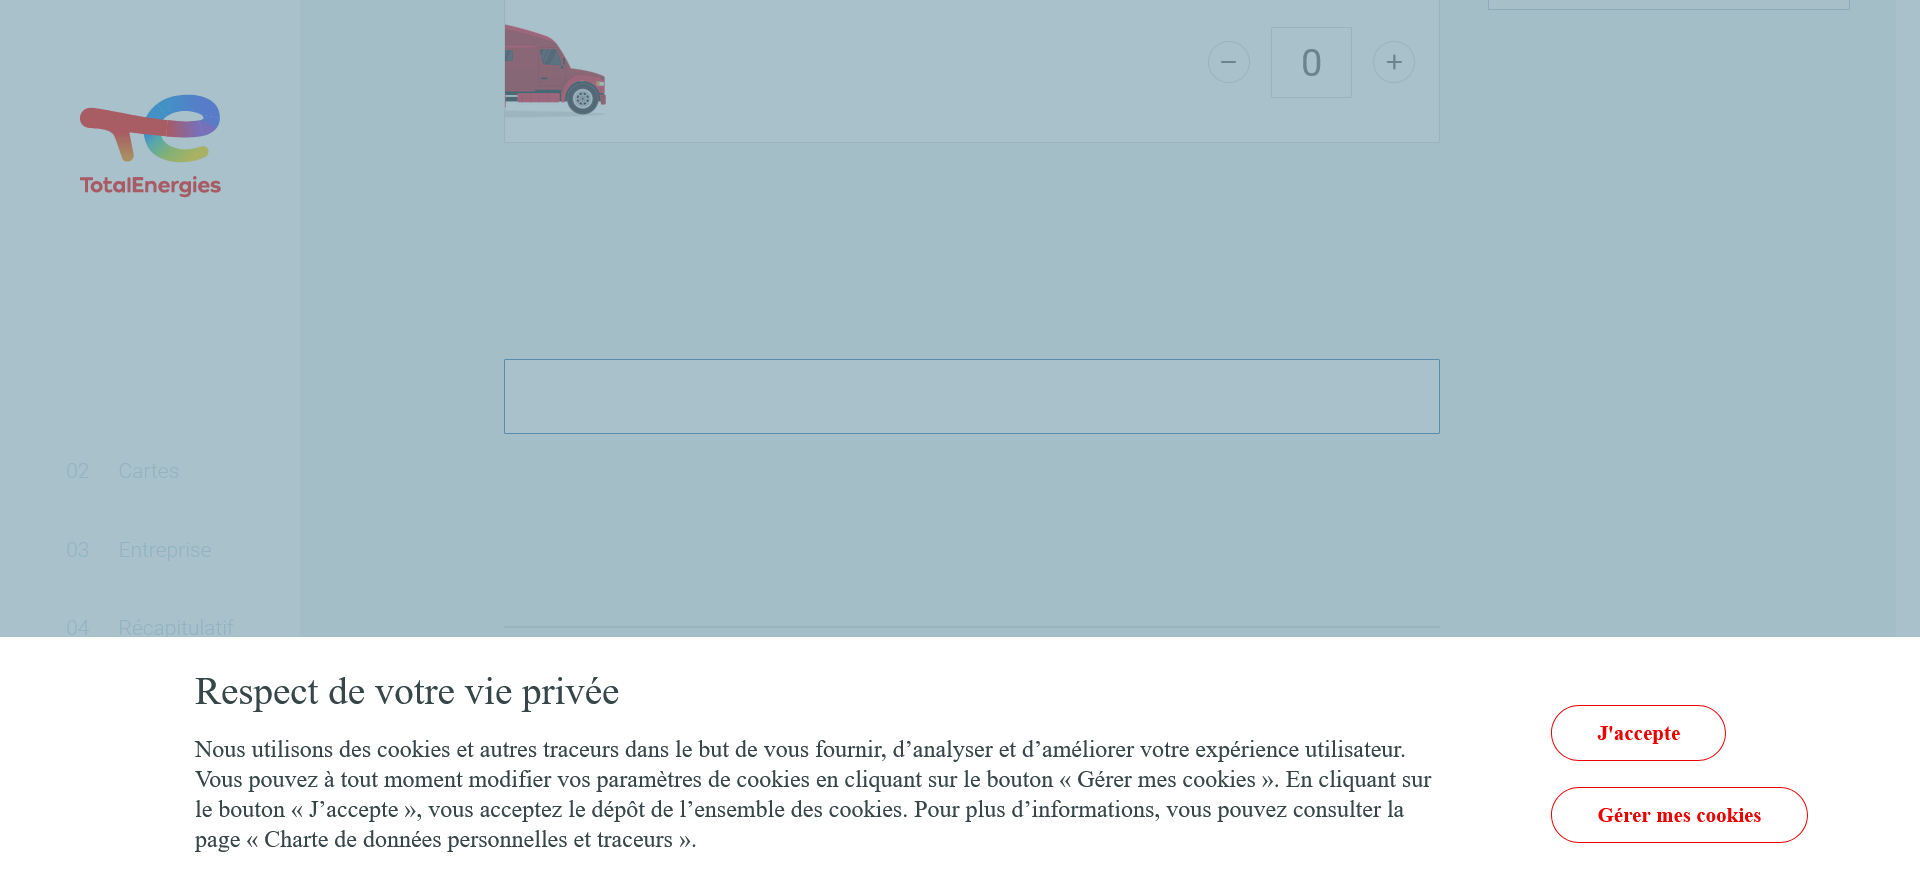 0
TotalEnergies
02 Cartes
03 Entreprise
04 Récapitulatif
Respect de votre vie privée
Nous utilisons des cookies et autres traceurs dans le but de vous fournir, d’analyser et d’améliorer votre expérience utilisateur.
Vous pouvez à tout moment modifier vos paramètres de cookies en cliquant sur le bouton « Gérer mes cookies ». En cliquant sur
le bouton « J’accepte », vous acceptez le dépôt de l’ensemble des cookies. Pour plus d’informations, vous pouvez consulter la
page « Charte de données personnelles et traceurs ».
J'accepte
Gérer mes cookies